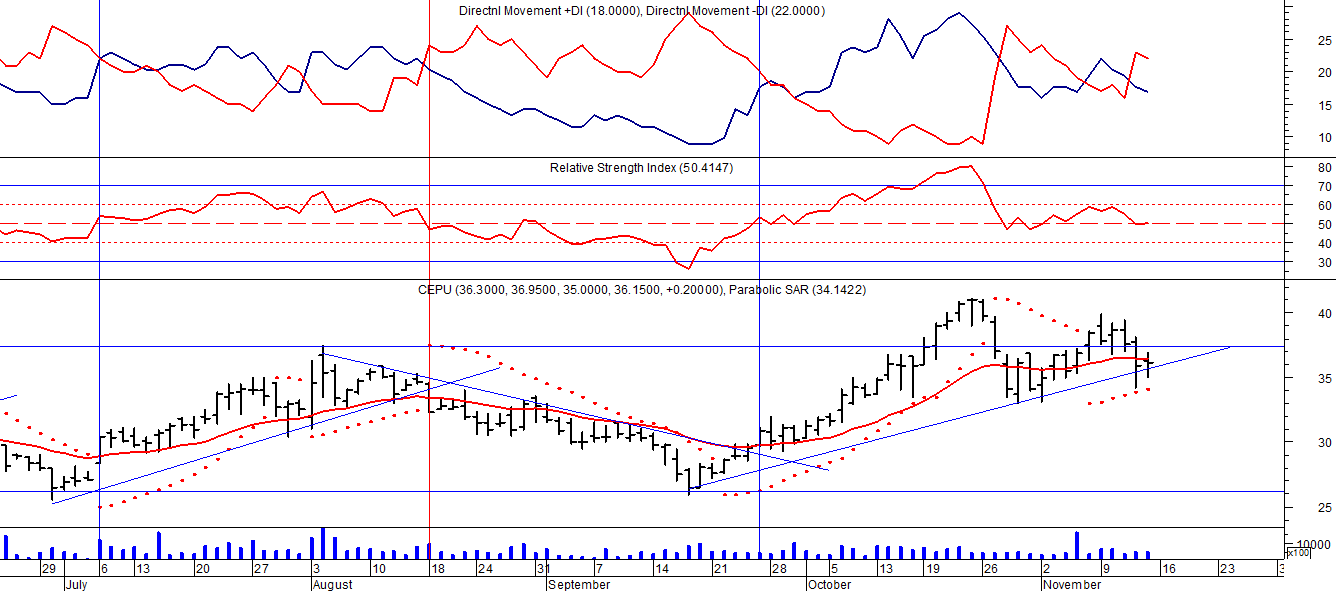 Directnl Movement +DI (18.0000), Directnl Movement -DI (22.0000)
25
20
15
10
Relative Strength Index (50.4147)
80
70
60
50
40
30
CEPU (36.3000, 36.9500, 35.0000, 36.1500, +0.20000), Parabolic SAR (34.1422)
40
35
30
25
10000
x100
29 6 13 20 27 3 10 18 24 31 7 14 21 28 5 13 19 26 2 9 16 23
July August September October November